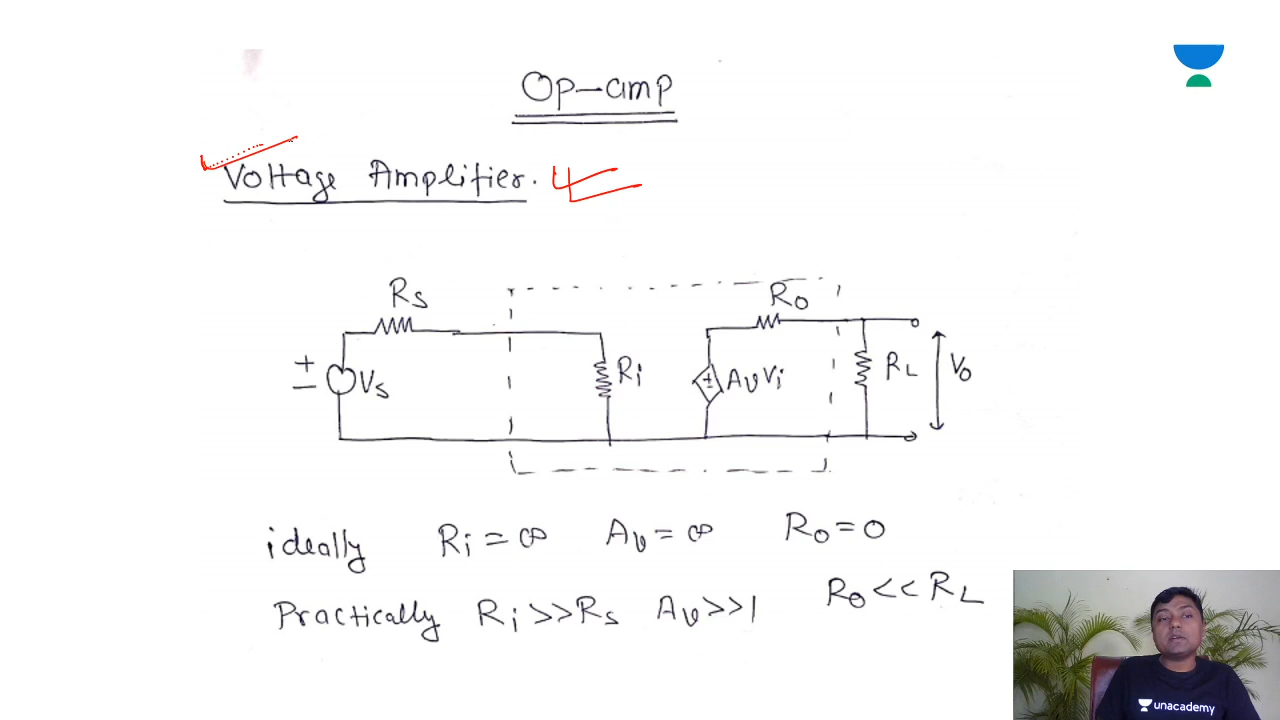 Op-amp
Voltage Amplifier.
Rs
Ro
+
− Vs
Ri
± Avvi
RL
Vo
ideally Ri = ∞ Av = ∞ Ro = 0
Practically Ri >> Rs Av >> 1 Ro << RL
unacademy